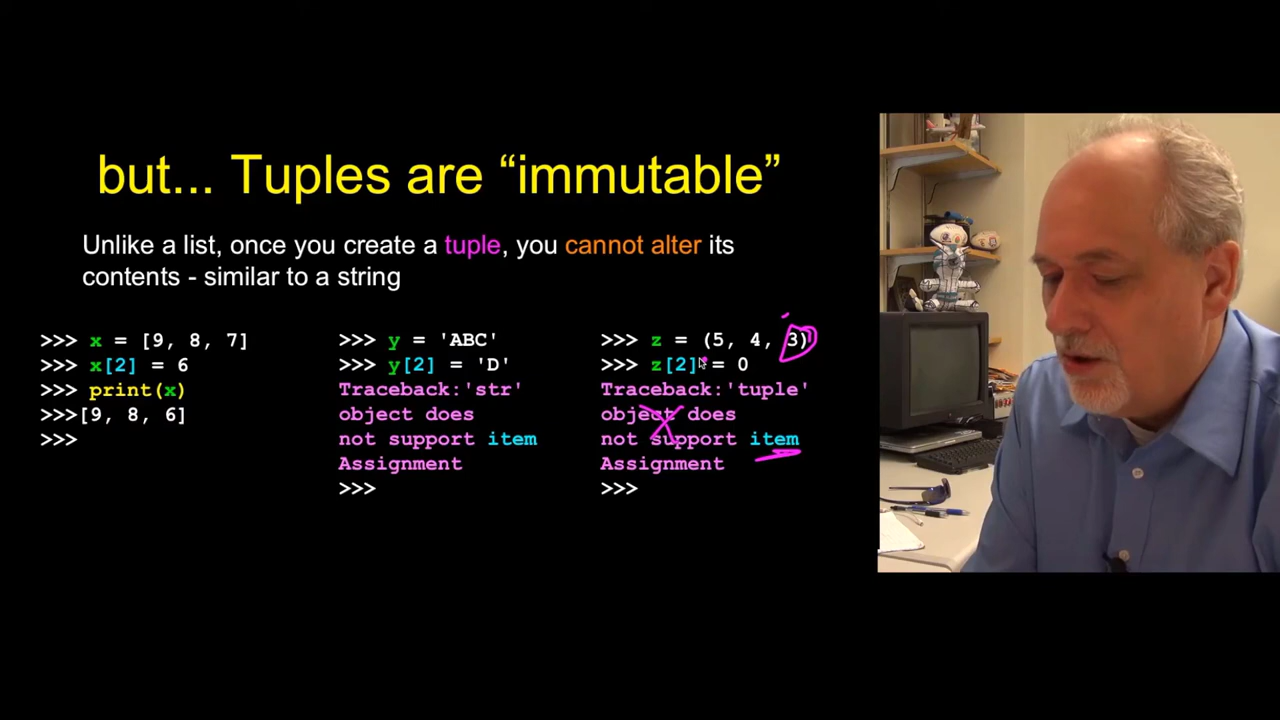 but... Tuples are “immutable”
Unlike a list, once you create a tuple, you cannot alter its
contents - similar to a string
>>> x = [9, 8, 7]
>>> x[2] = 6
>>> print(x)
>>>[9, 8, 6]
>>>
>>> y = 'ABC'
>>> y[2] = 'D'
Traceback:'str'
object does
not support item
Assignment
>>>
>>> z = (5, 4, 3)
>>> z[2] = 0
Traceback:'tuple'
object does
not support item
Assignment
>>>